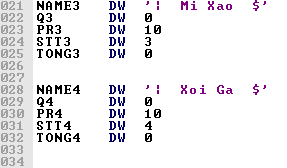 021 NAME3 DW '¦ Mi Xao $'
022 Q3 DW 0
023 PR3 DW 10
024 STT3 DW 3
025 TONG3 DW 0
026
027
028 NAME4 DW '¦ Xoi Ga $'
029 Q4 DW 0
030 PR4 DW 10
031 STT4 DW 4
032 TONG4 DW 0
033
034